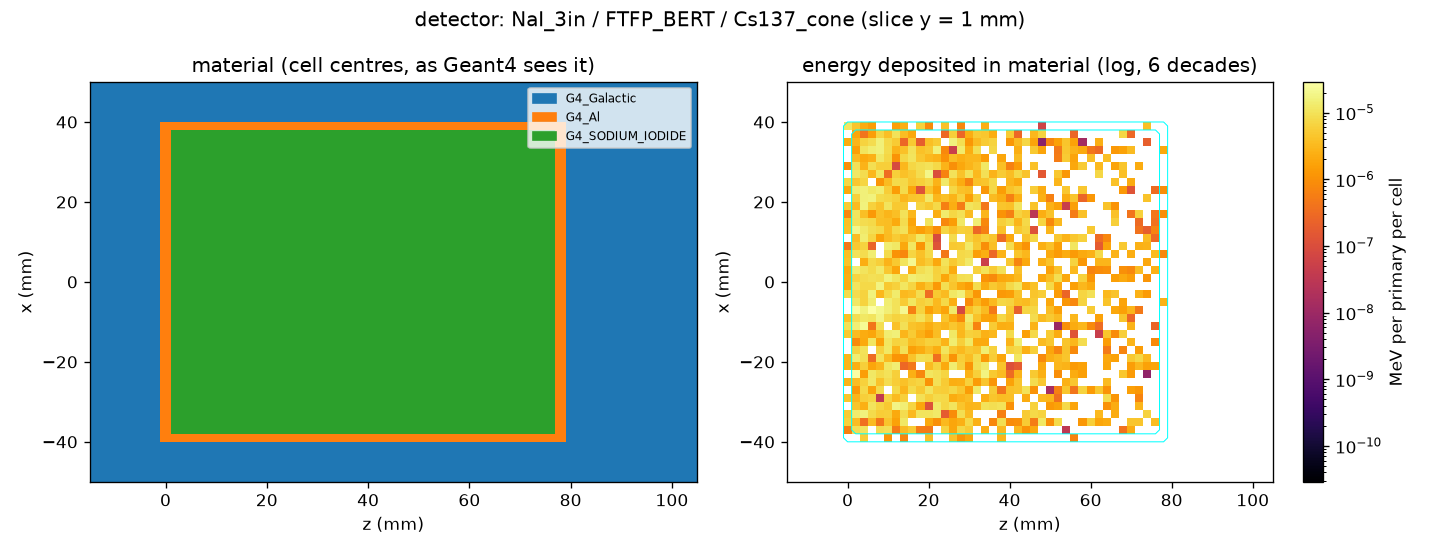 detector: NaI_3in / FTFP_BERT / Cs137_cone (slice y = 1 mm)
material (cell centres, as Geant4 sees it)
G4_Galactic
G4_Al
G4_SODIUM_IODIDE
40
20
0
−20
−40
x (mm)
0 20 40 60 80 100
z (mm)
energy deposited in material (log, 6 decades)
40
20
0
−20
−40
x (mm)
0 20 40 60 80 100
z (mm)
10⁻⁵
10⁻⁶
10⁻⁷
10⁻⁸
10⁻⁹
10⁻¹⁰
MeV per primary per cell